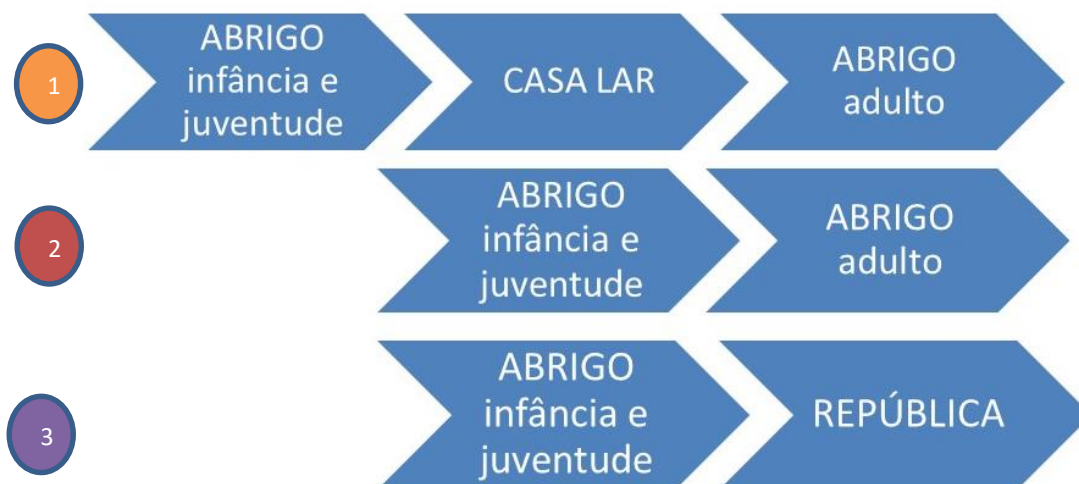 1
ABRIGO
infância e
juventude
CASA LAR
ABRIGO
adulto
2
ABRIGO
infância e
juventude
ABRIGO
adulto
3
ABRIGO
infância e
juventude
REPÚBLICA